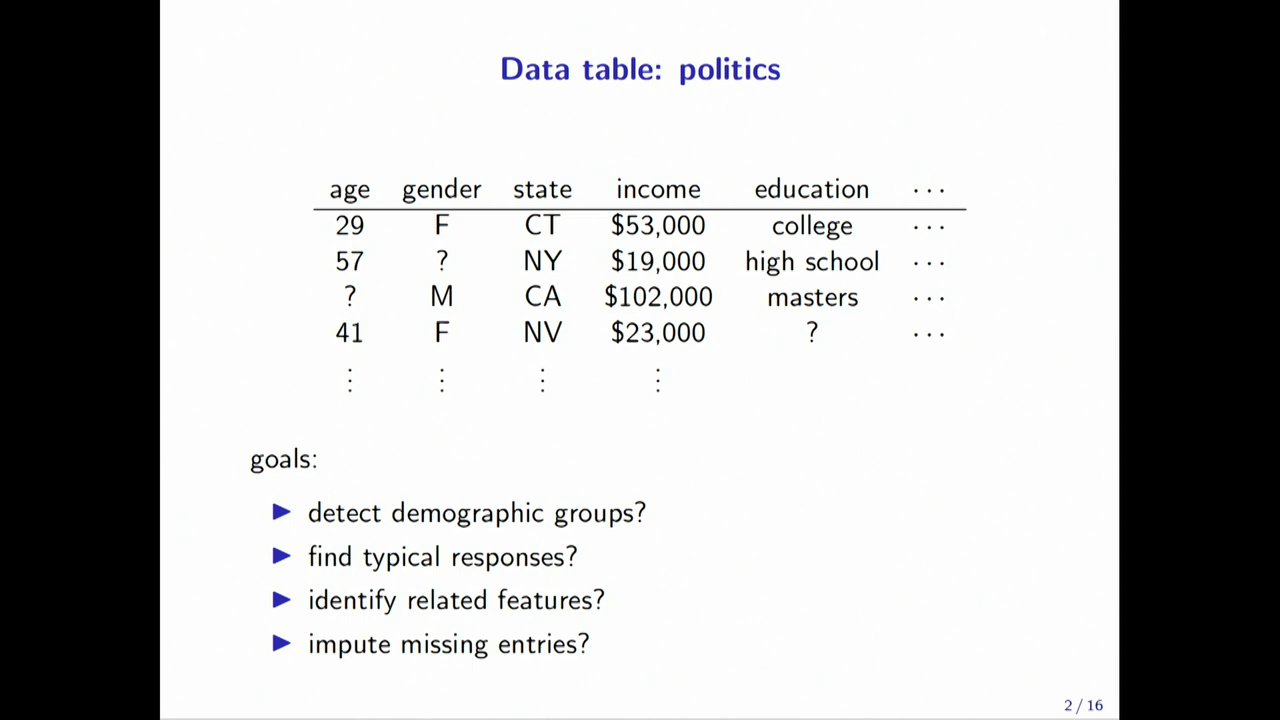 Data table: politics
age gender state income education ···
29 F CT $53,000 college ···
57 ? NY $19,000 high school ···
? M CA $102,000 masters ···
41 F NV $23,000 ? ···
⋮ ⋮ ⋮ ⋮
goals:
▶ detect demographic groups?
▶ find typical responses?
▶ identify related features?
▶ impute missing entries?
2 / 16